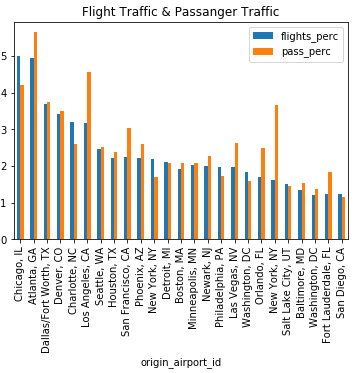 Flight Traffic & Passanger Traffic
flights_perc
pass_perc
5
4
3
2
1
0
Chicago, IL
Atlanta, GA
Dallas/Fort Worth, TX
Denver, CO
Charlotte, NC
Los Angeles, CA
Seattle, WA
Houston, TX
San Francisco, CA
Phoenix, AZ
New York, NY
Detroit, MI
Boston, MA
Minneapolis, MN
Newark, NJ
Philadelphia, PA
Las Vegas, NV
Washington, DC
Orlando, FL
New York, NY
Salt Lake City, UT
Baltimore, MD
Washington, DC
Fort Lauderdale, FL
San Diego, CA
origin_airport_id